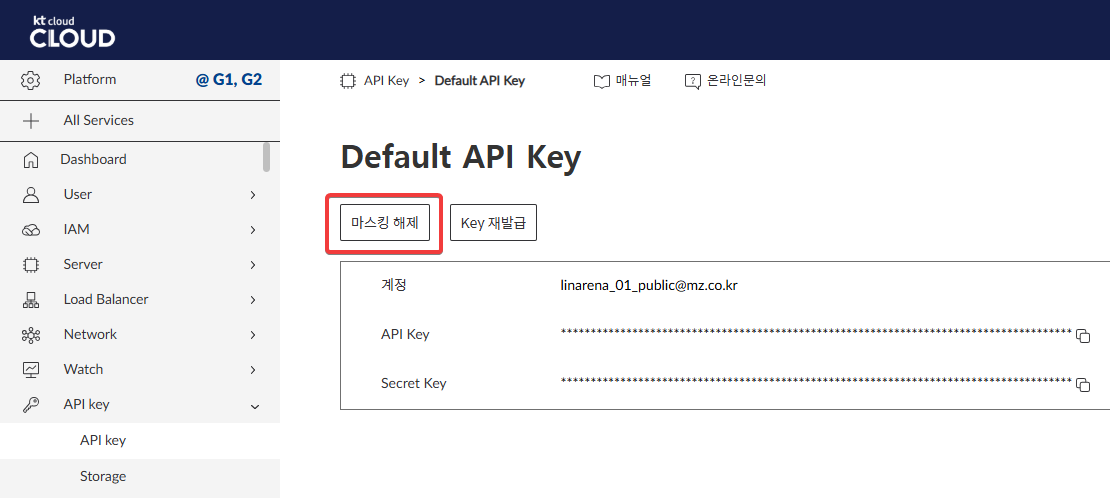 kt cloud
CLOUD
Platform @ G1, G2
All Services
Dashboard
User
IAM
Server
Load Balancer
Network
Watch
API key
API key
Storage
API Key > Default API Key 매뉴얼 온라인문의
Default API Key
마스킹 해제 Key 재발급
계정 linarena_01_public@mz.co.kr
API Key **************************************************************************************
Secret Key **************************************************************************************